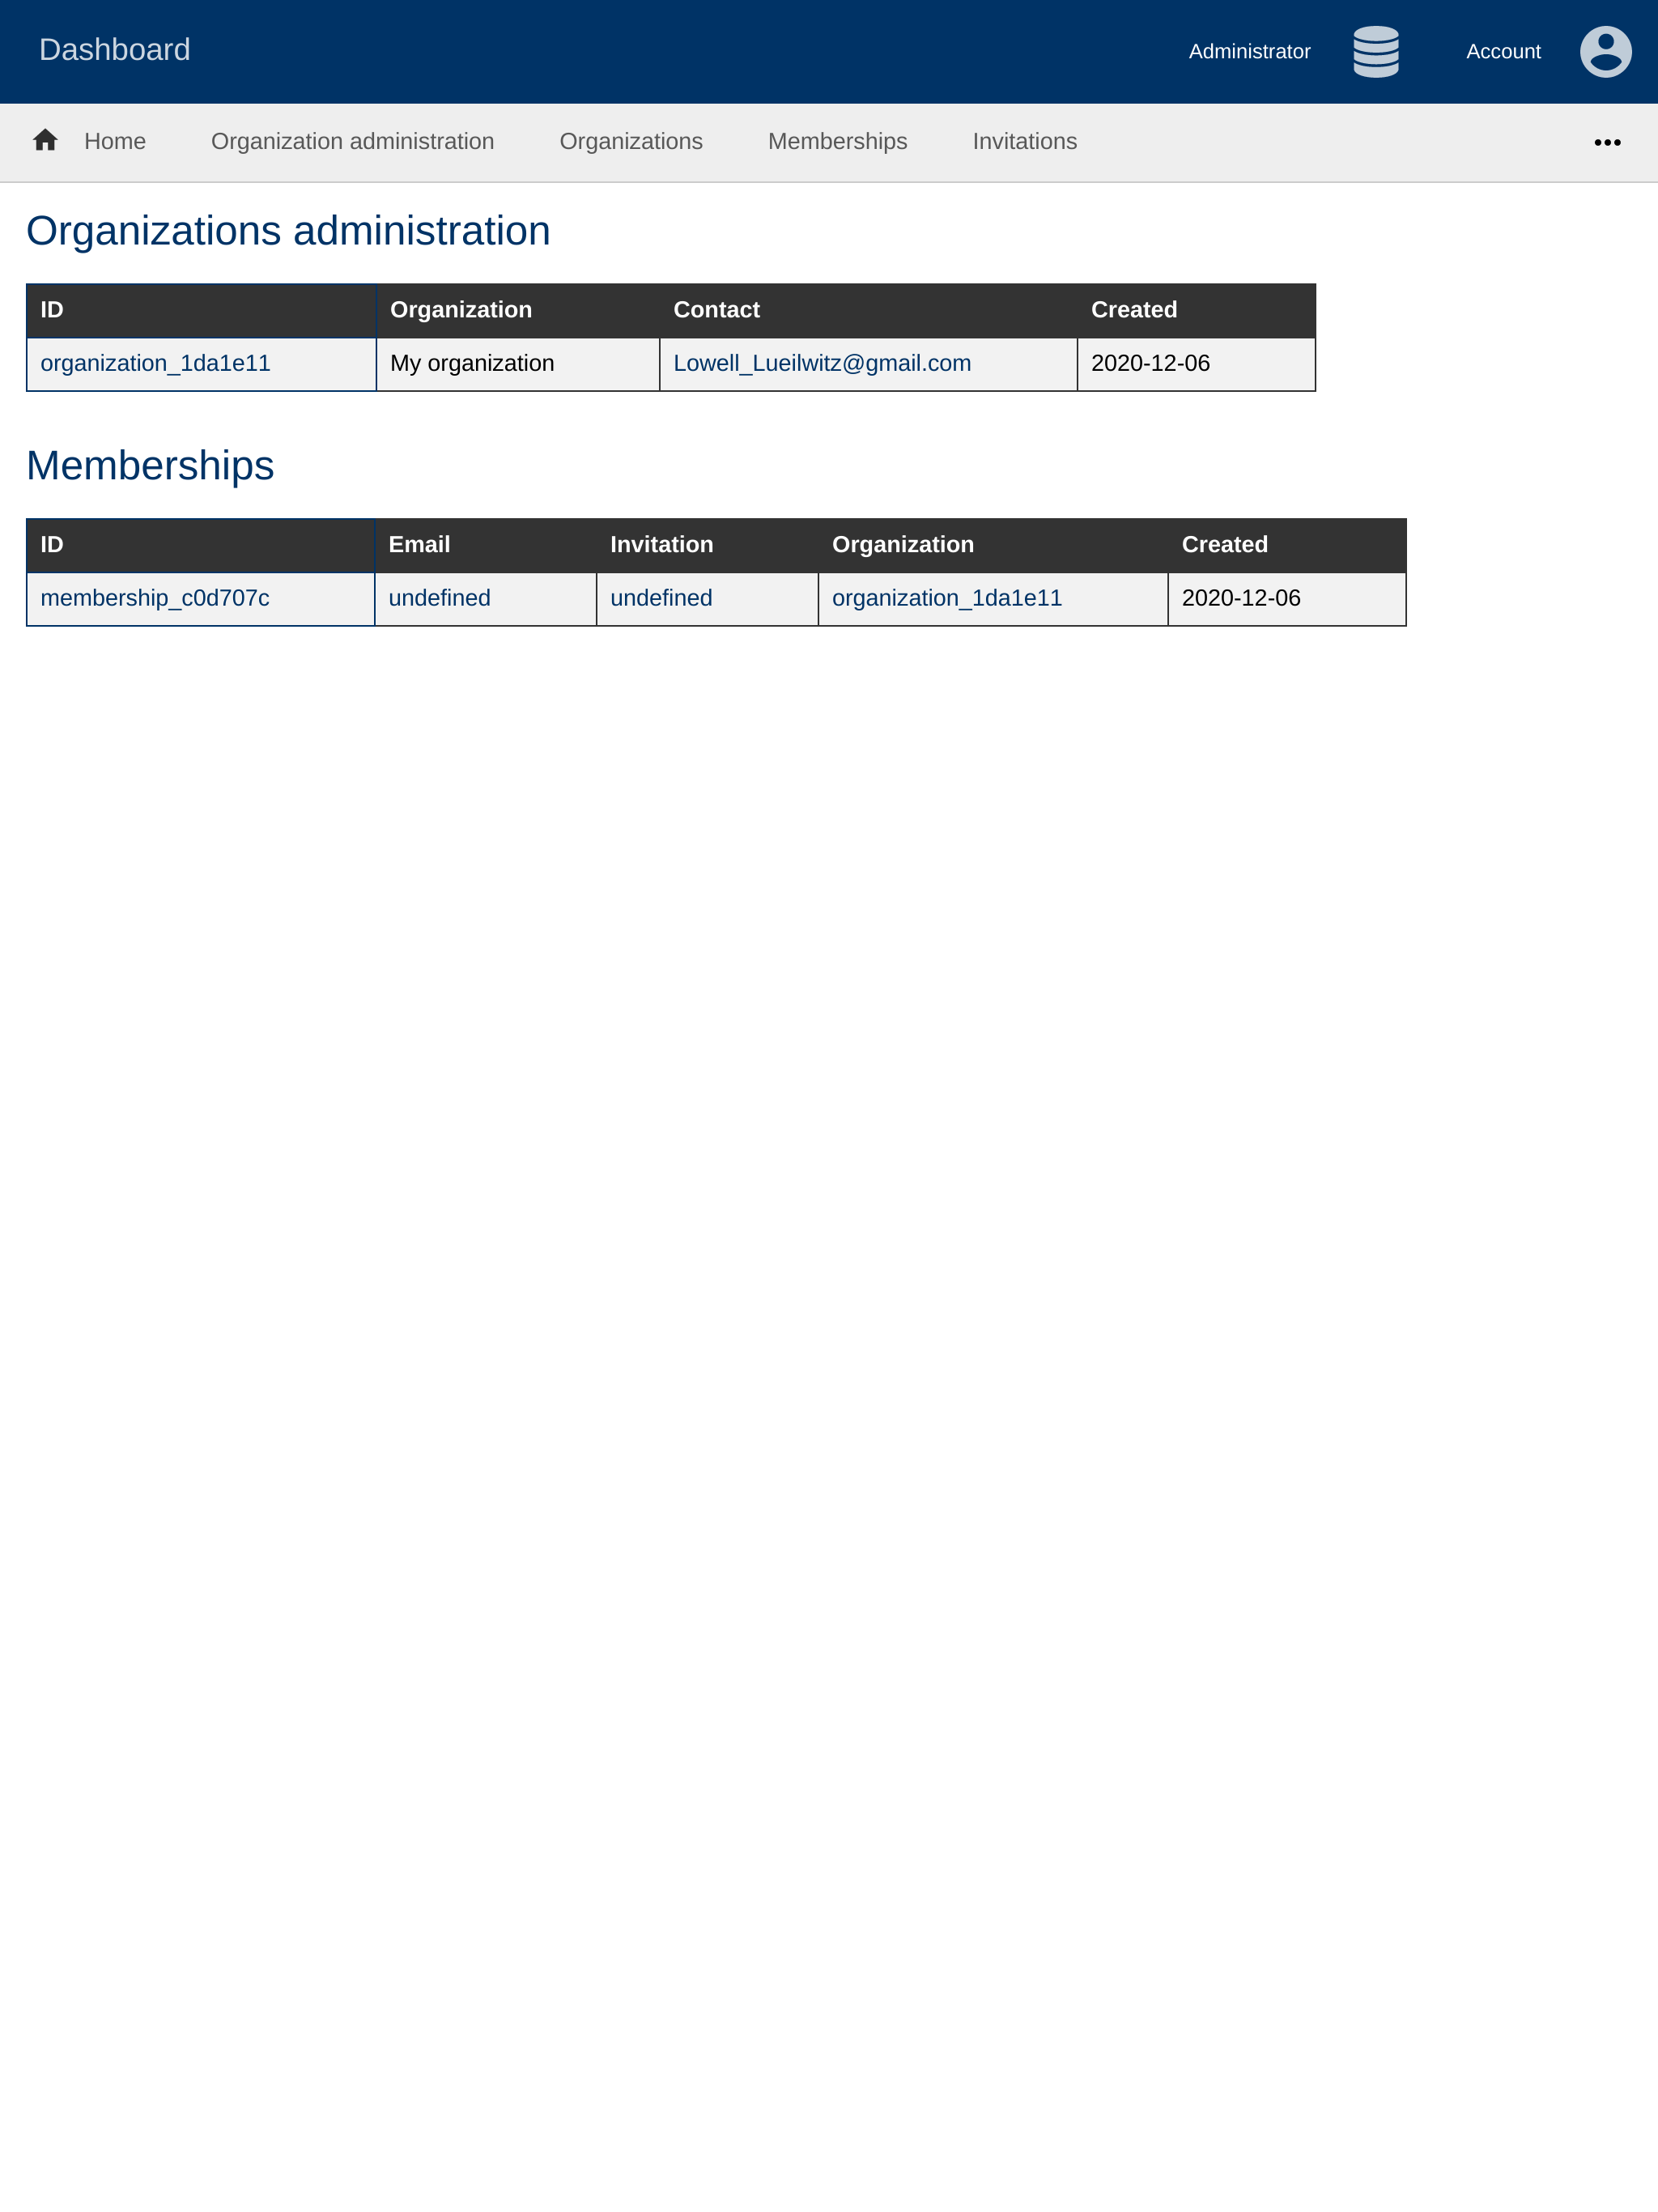 Dashboard
Administrator
Account
Home Organization administration Organizations Memberships Invitations
Organizations administration
ID Organization Contact Created
organization_1da1e11 My organization Lowell_Lueilwitz@gmail.com 2020-12-06
Memberships
ID Email Invitation Organization Created
membership_c0d707c undefined undefined organization_1da1e11 2020-12-06